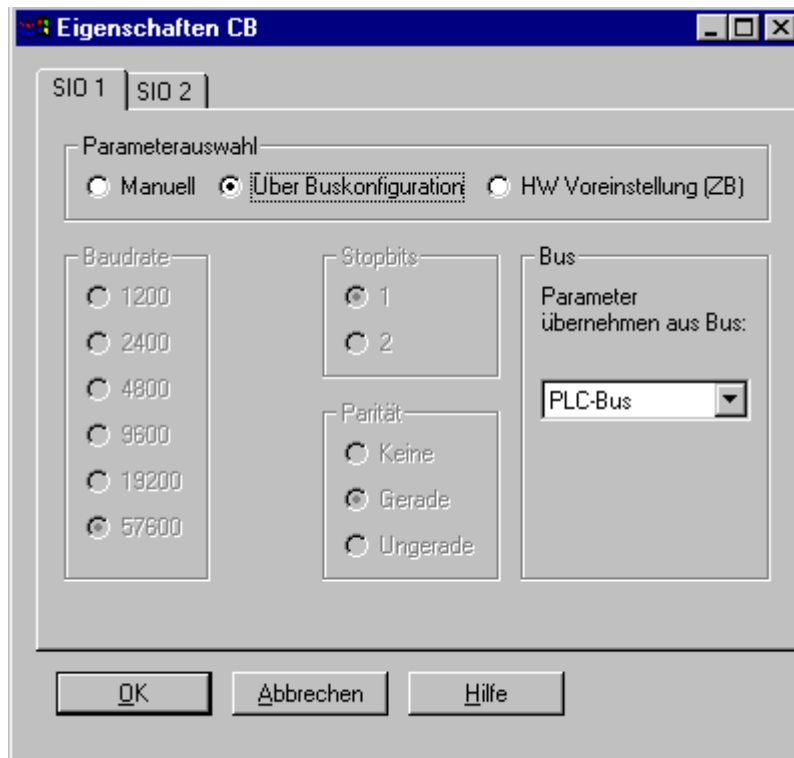 Eigenschaften CB
SIO 1
SIO 2
Parameterauswahl
Manuell
Über Buskonfiguration
HW Voreinstellung (ZB)
Baudrate
1200
2400
4800
9600
19200
57600
Stopbits
1
2
Parität
Keine
Gerade
Ungerade
Bus
Parameter
übernehmen aus Bus:
PLC-Bus
OK
Abbrechen
Hilfe